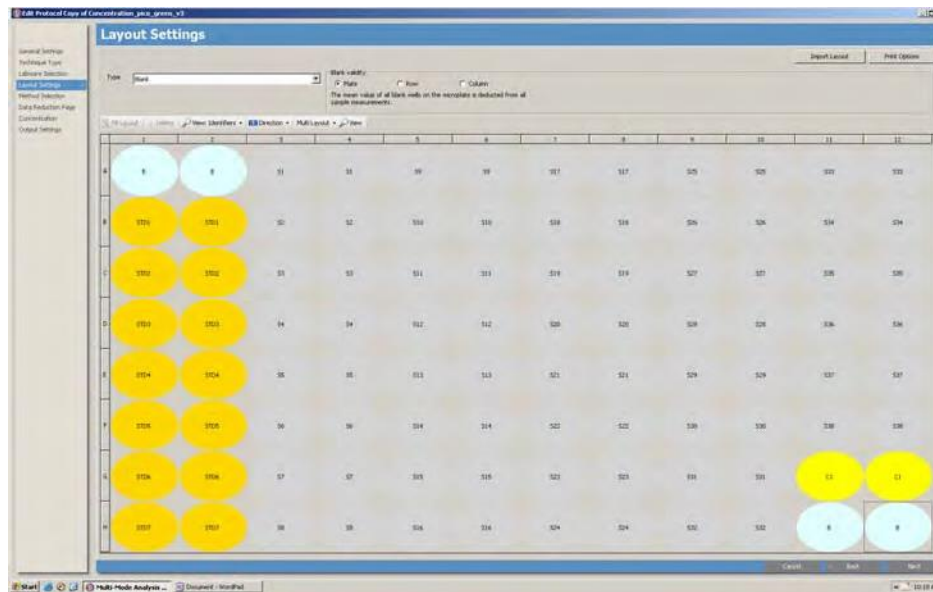 Edit Protocol Copy of Concentration_pico_green_v3
Layout Settings
General Settings
Technique Type
Labware Selection
Layout Settings
Method Selection
Data Reduction Page
Concentration
Output Settings
Import Layout Print Options
Type Blank
Blank validity
Plate Row Column
The mean value of all blank wells on the microplate is deducted from all
sample measurements.
View: Identifiers Direction Multi Layout View
1 2 3 4 5 6 7 8 9 10 11 12
A B B S1 S1 S9 S9 S17 S17 S25 S25 S33 S33
B STD1 STD1 S2 S2 S10 S10 S18 S18 S26 S26 S34 S34
C STD2 STD2 S3 S3 S11 S11 S19 S19 S27 S27 S35 S35
D STD3 STD3 S4 S4 S12 S12 S20 S20 S28 S28 S36 S36
E STD4 STD4 S5 S5 S13 S13 S21 S21 S29 S29 S37 S37
F STD5 STD5 S6 S6 S14 S14 S22 S22 S30 S30 S38 S38
G STD6 STD6 S7 S7 S15 S15 S23 S23 S31 S31 C1 C1
H STD7 STD7 S8 S8 S16 S16 S24 S24 S32 S32 B B
Cancel Back Next
Start Multi-Mode Analysis ... Document - WordPad